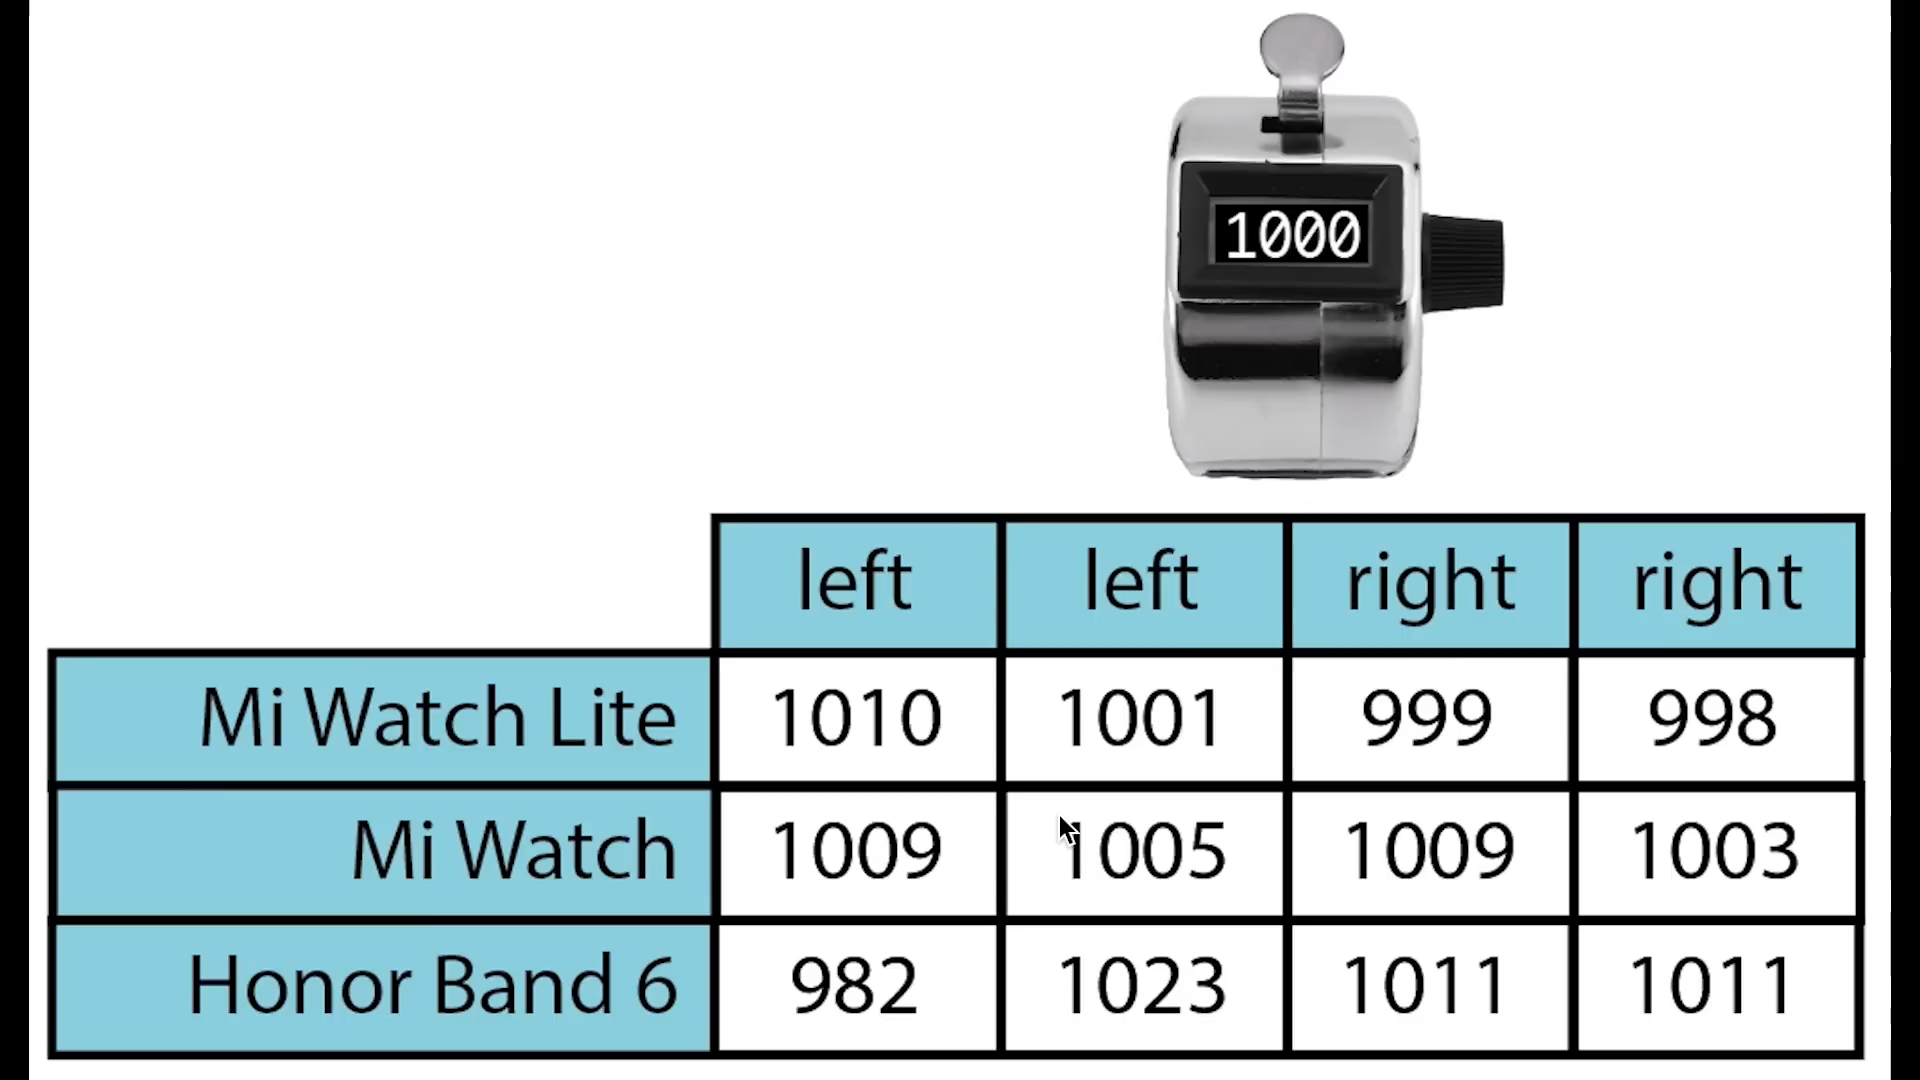 1000
left left right right
Mi Watch Lite 1010 1001 999 998
Mi Watch 1009 1005 1009 1003
Honor Band 6 982 1023 1011 1011